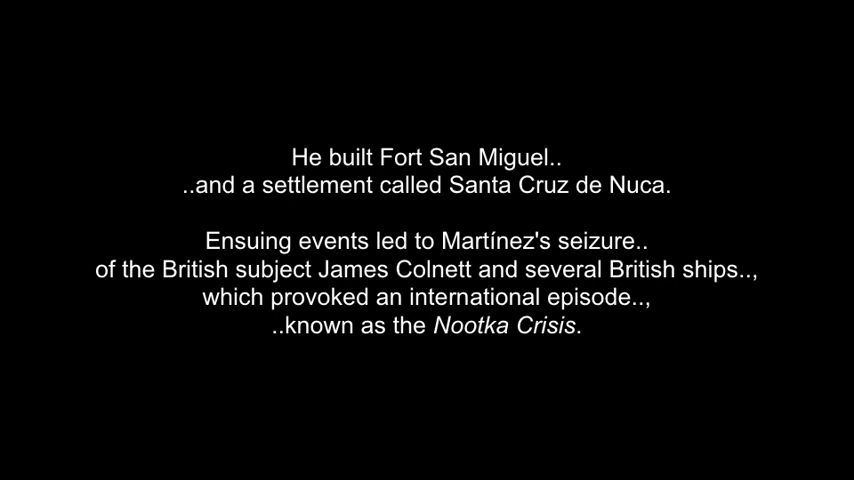 He built Fort San Miguel..
..and a settlement called Santa Cruz de Nuca.
Ensuing events led to Martínez's seizure..
of the British subject James Colnett and several British ships..,
which provoked an international episode..,
..known as the Nootka Crisis.